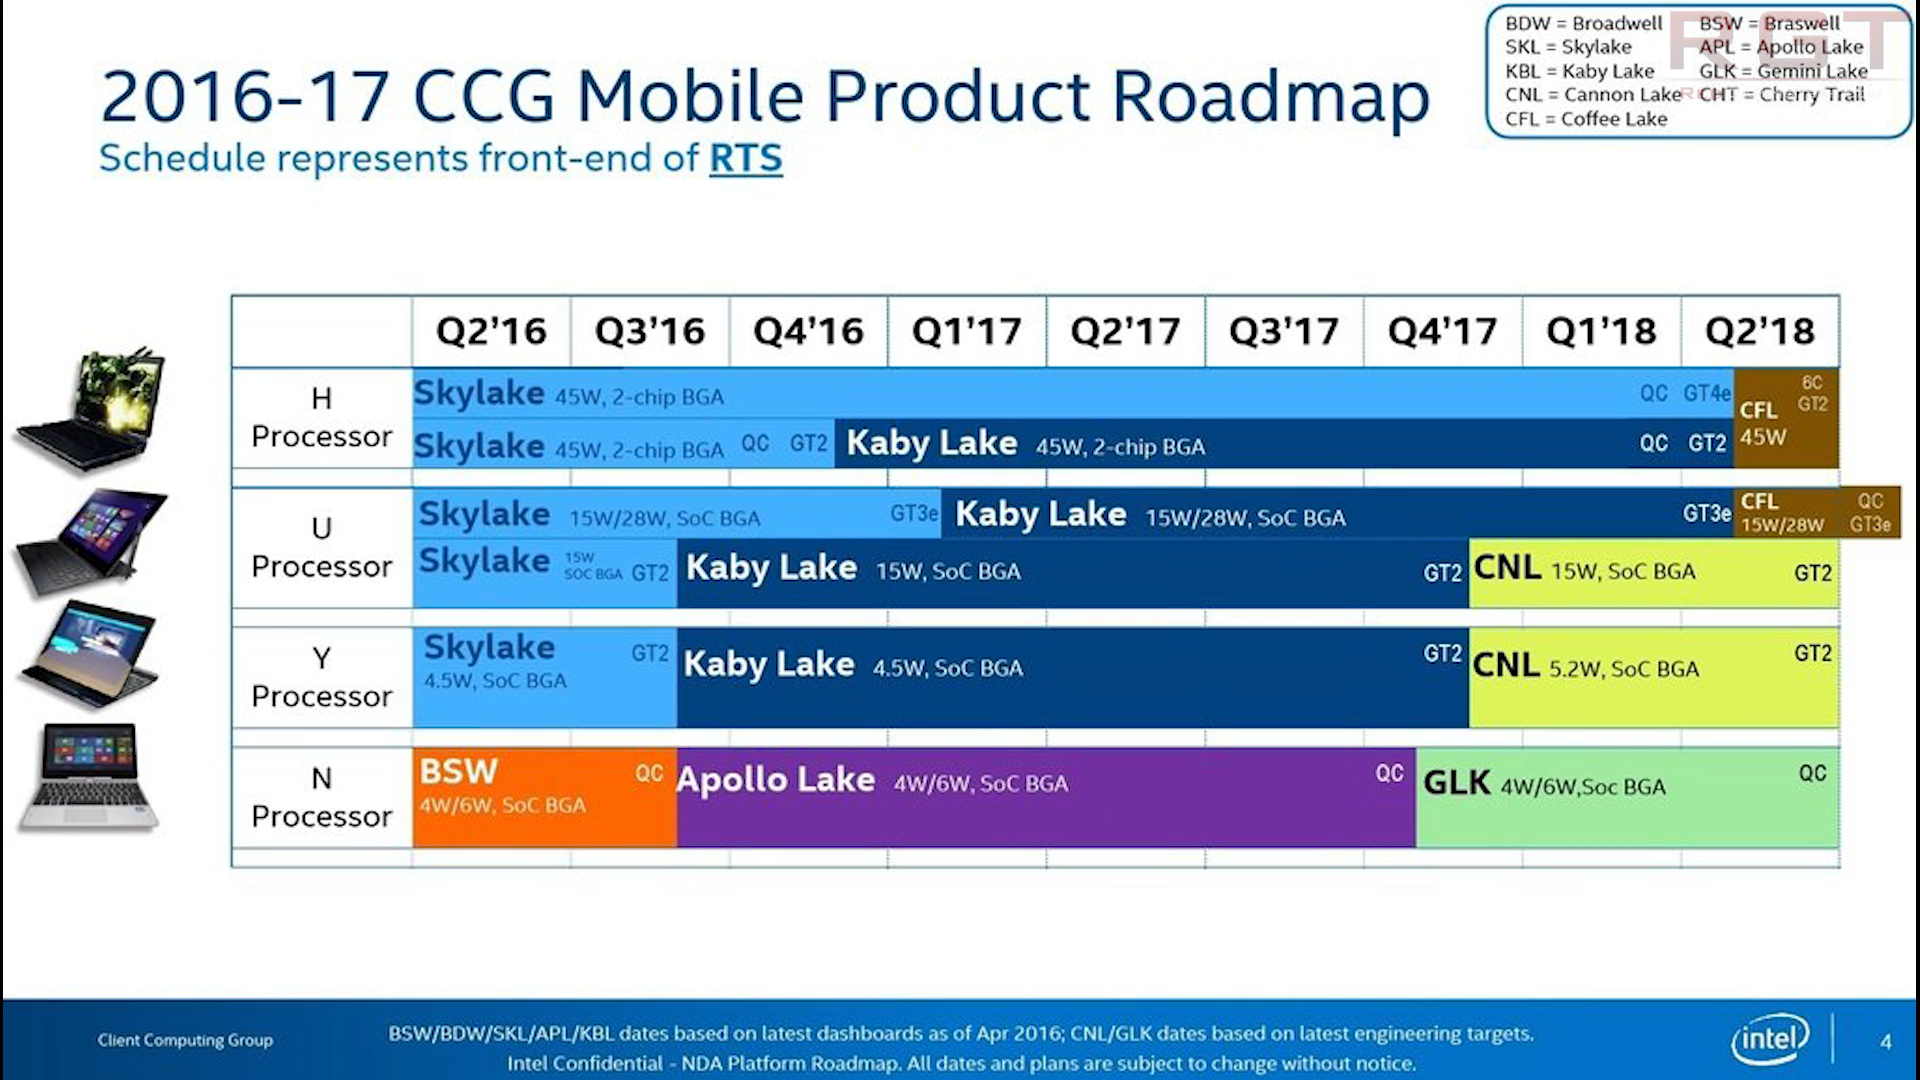 BDW = Broadwell BSW = Braswell
SKL = Skylake APL = Apollo Lake
KBL = Kaby Lake GLK = Gemini Lake
CNL = Cannon Lake CHT = Cherry Trail
CFL = Coffee Lake
RGT
2016-17 CCG Mobile Product Roadmap
Schedule represents front-end of RTS
Q2’16 Q3’16 Q4’16 Q1’17 Q2’17 Q3’17 Q4’17 Q1’18 Q2’18
H
Processor
Skylake 45W, 2-chip BGA QC GT4e
Skylake 45W, 2-chip BGA QC GT2 Kaby Lake 45W, 2-chip BGA QC GT2
CFL 6C
45W GT2
U
Processor
Skylake 15W/28W, SoC BGA GT3e Kaby Lake 15W/28W, SoC BGA GT3e
CFL QC
15W/28W GT3e
Skylake 15W
SOC BGA GT2
Kaby Lake 15W, SoC BGA GT2 CNL 15W, SoC BGA GT2
Y
Processor
Skylake GT2
4.5W, SoC BGA
Kaby Lake 4.5W, SoC BGA GT2 CNL 5.2W, SoC BGA GT2
N
Processor
BSW QC
4W/6W, SoC BGA
Apollo Lake 4W/6W, SoC BGA QC GLK 4W/6W,Soc BGA QC
Client Computing Group
BSW/BDW/SKL/APL/KBL dates based on latest dashboards as of Apr 2016; CNL/GLK dates based on latest engineering targets.
Intel Confidential - NDA Platform Roadmap. All dates and plans are subject to change without notice.
intel
4